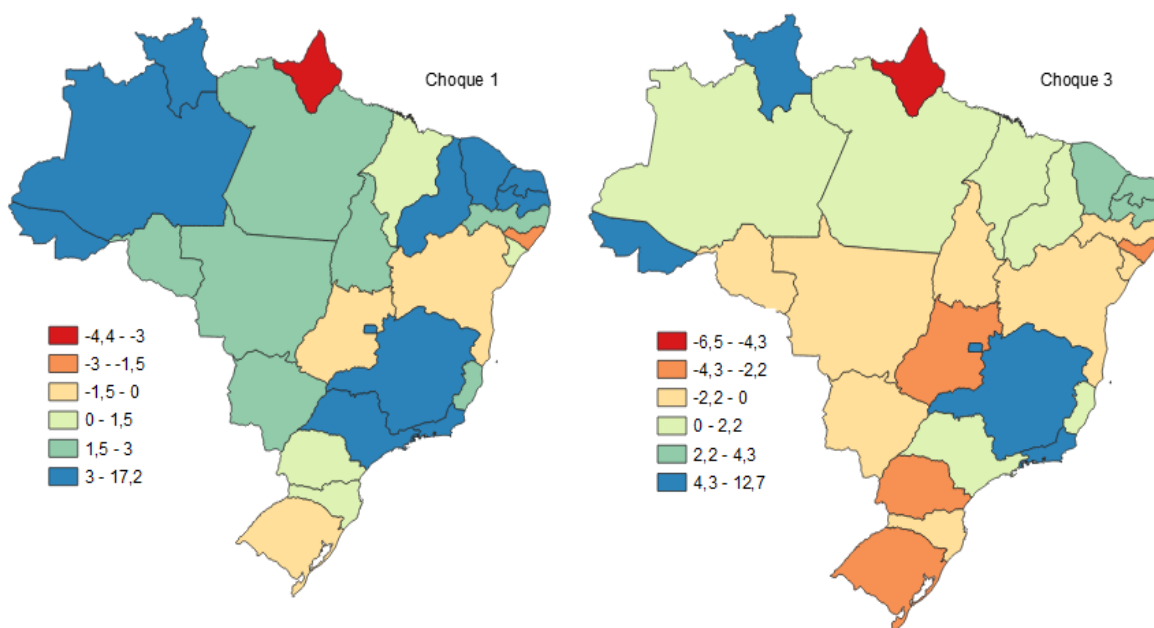 Choque 1
-4,4 - -3
-3 - -1,5
-1,5 - 0
0 - 1,5
1,5 - 3
3 - 17,2
Choque 3
-6,5 - -4,3
-4,3 - -2,2
-2,2 - 0
0 - 2,2
2,2 - 4,3
4,3 - 12,7